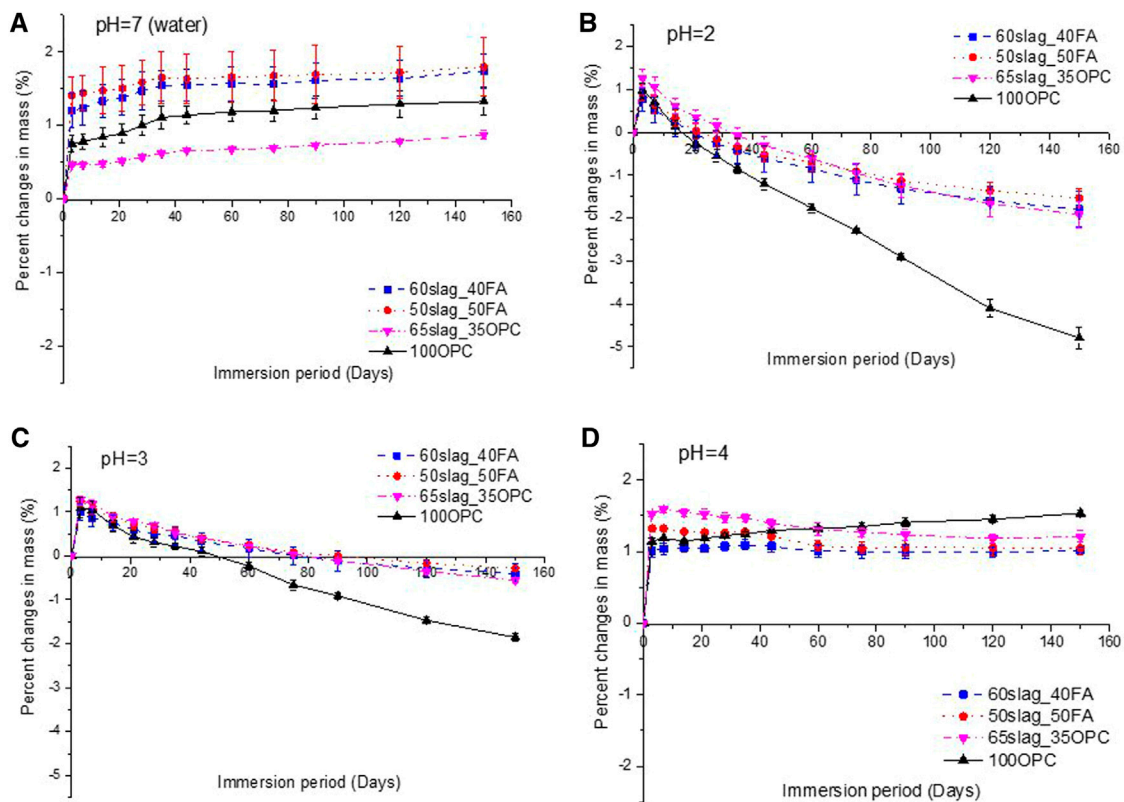 A
pH=7 (water)
Percent changes in mass (%)
2
1
0
-1
-2
0 20 40 60 80 100 120 140 160
60slag_40FA
50slag_50FA
65slag_35OPC
100OPC
Immersion period (Days)
B
pH=2
Percent changes in mass (%)
2
1
0
-1
-2
-3
-4
-5
0 20 40 60 80 100 120 140 160
60slag_40FA
50slag_50FA
65slag_35OPC
100OPC
Immersion period (Days)
C
pH=3
Percent changes in mass (%)
2
1
0
-1
-2
-3
-4
-5
0 20 40 60 80 100 120 140 160
60slag_40FA
50slag_50FA
65slag_35OPC
100OPC
Immersion period (Days)
D
pH=4
Percent changes in mass (%)
2
1
0
-1
-2
0 20 40 60 80 100 120 140 160
60slag_40FA
50slag_50FA
65slag_35OPC
100OPC
Immersion period (Days)